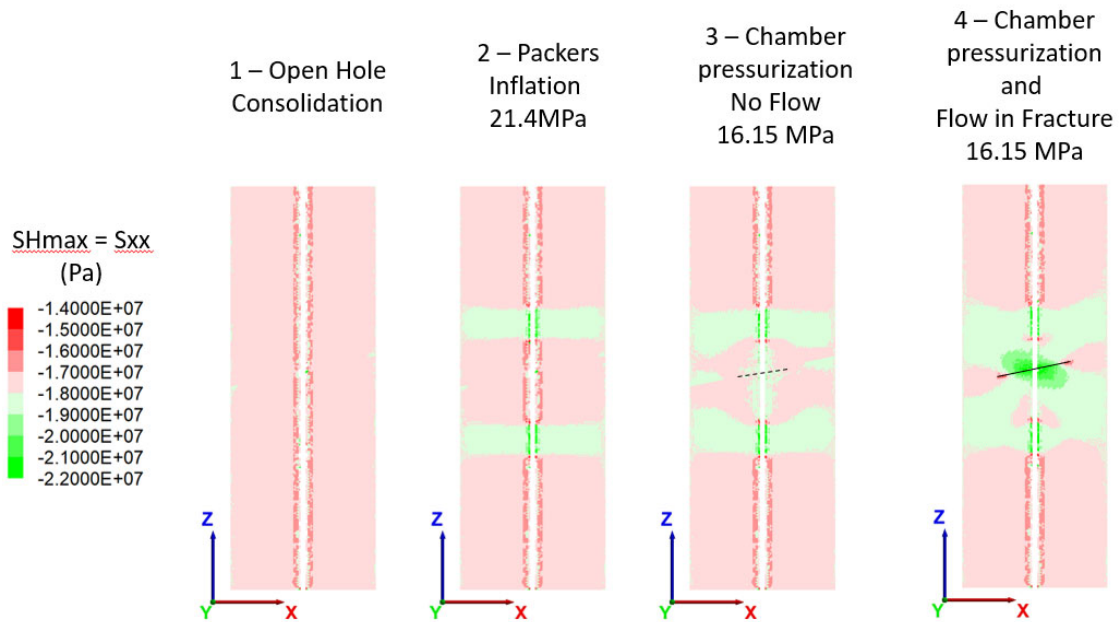 1 – Open Hole
Consolidation
2 – Packers
Inflation
21.4MPa
3 – Chamber
pressurization
No Flow
16.15 MPa
4 – Chamber
pressurization
and
Flow in Fracture
16.15 MPa
SHmax = Sxx
(Pa)
-1.4000E+07
-1.5000E+07
-1.6000E+07
-1.7000E+07
-1.8000E+07
-1.9000E+07
-2.0000E+07
-2.1000E+07
-2.2000E+07
Z
Y
X
Z
Y
X
Z
Y
X
Z
Y
X